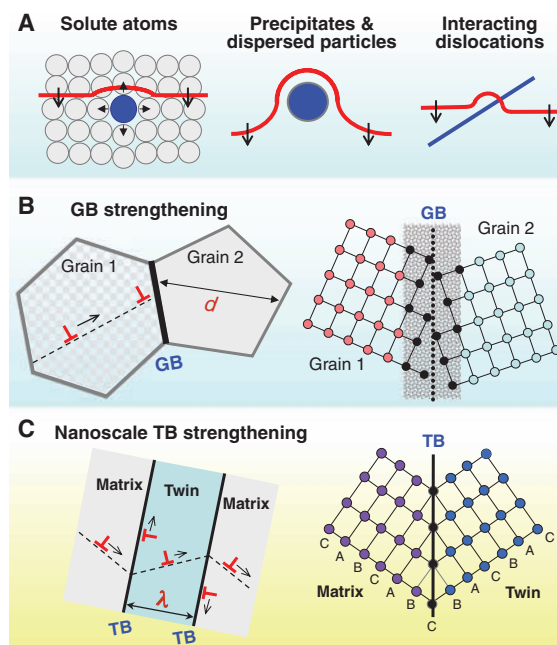 A
Solute atoms
Precipitates &
dispersed particles
Interacting
dislocations
B
GB strengthening
Grain 1
Grain 2
d
GB
GB
Grain 2
Grain 1
C
Nanoscale TB strengthening
Matrix
Twin
Matrix
λ
TB
TB
TB
C
A
B
C
A
B
C
B
A
C
B
A
C
Matrix
Twin